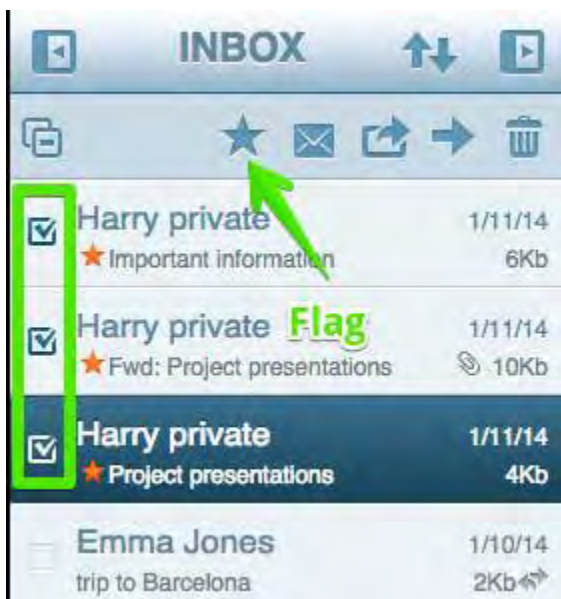 INBOX
Harry private 1/11/14
Important information 6Kb
Flag
Harry private 1/11/14
Fwd: Project presentations 10Kb
Harry private 1/11/14
Project presentations 4Kb
Emma Jones 1/10/14
trip to Barcelona 2Kb